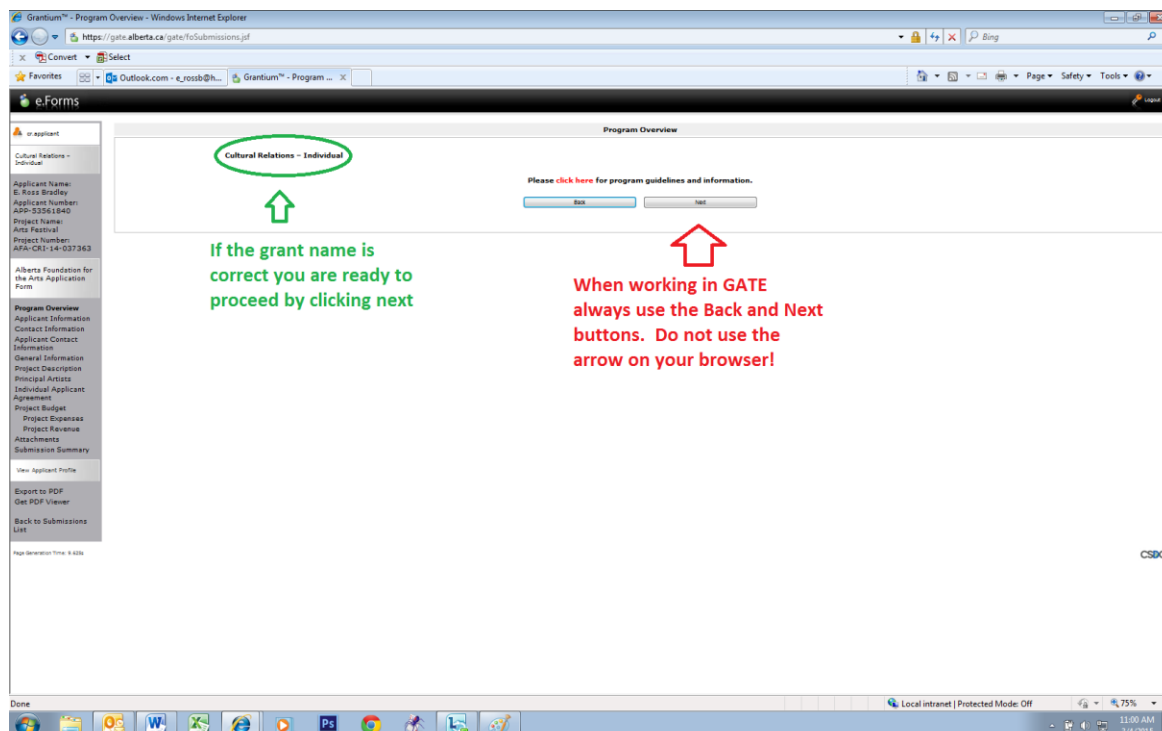 Grantium™ - Program Overview - Windows Internet Explorer
https://gate.alberta.ca/gate/foSubmissions.jsf
Bing
x Convert Select
Favorites Outlook.com - e_rossb@h... Grantium™ - Program ... Page Safety Tools
e.Forms Logout
cr.applicant
Cultural Relations –
Individual
Applicant Name:
E. Ross Bradley
Applicant Number:
APP-53561840
Project Name:
Arts Festival
Project Number:
AFA-CRI-14-037363
Alberta Foundation for
the Arts Application
Form
Program Overview
Applicant Information
Contact Information
Applicant Contact
Information
General Information
Project Description
Principal Artists
Individual Applicant
Agreement
Project Budget
Project Expenses
Project Revenue
Attachments
Submission Summary
View Applicant Profile
Export to PDF
Get PDF Viewer
Back to Submissions
List
Program Overview
Cultural Relations – Individual
Please click here for program guidelines and information.
Back Next
If the grant name is
correct you are ready to
proceed by clicking next
When working in GATE
always use the Back and Next
buttons. Do not use the
arrow on your browser!
CSDC
Done Local intranet | Protected Mode: Off 75%
Ps
11:00 AM